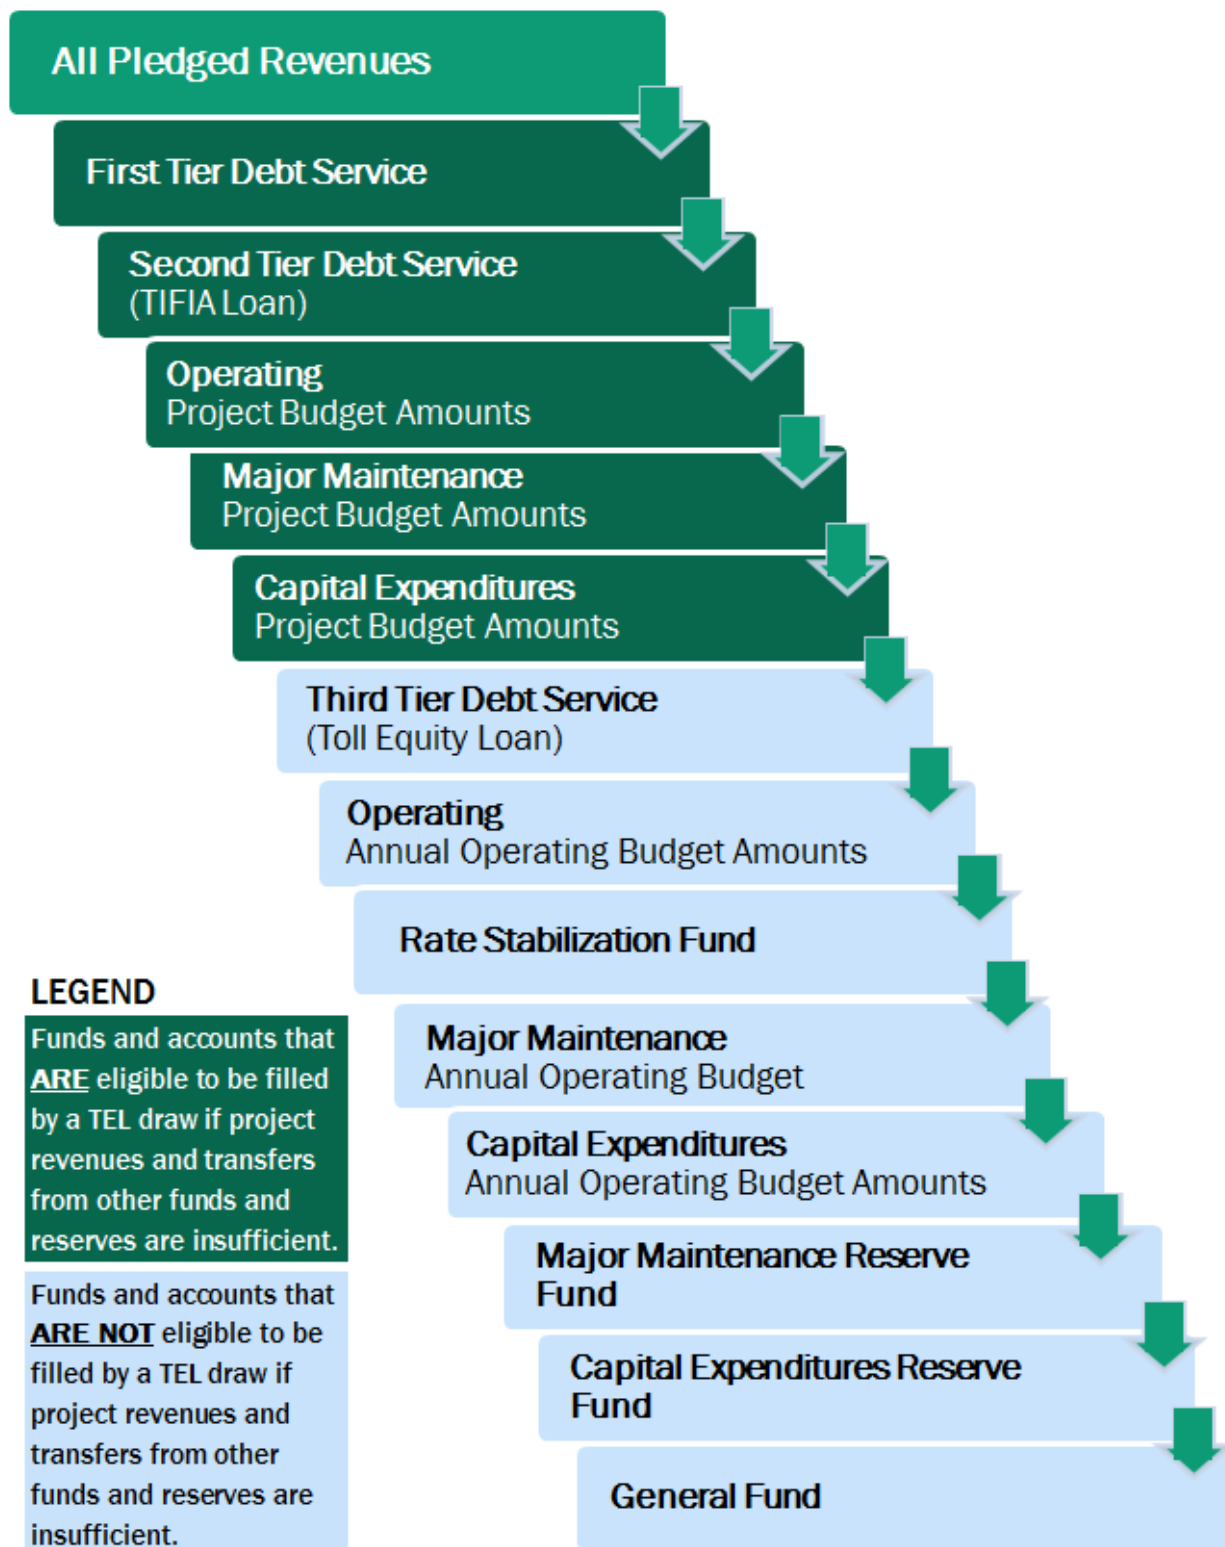 All Pledged Revenues
First Tier Debt Service
Second Tier Debt Service
(TIFIA Loan)
Operating
Project Budget Amounts
Major Maintenance
Project Budget Amounts
Capital Expenditures
Project Budget Amounts
Third Tier Debt Service
(Toll Equity Loan)
Operating
Annual Operating Budget Amounts
Rate Stabilization Fund
Major Maintenance
Annual Operating Budget
Capital Expenditures
Annual Operating Budget Amounts
Major Maintenance Reserve
Fund
Capital Expenditures Reserve
Fund
General Fund
LEGEND
Funds and accounts that
ARE eligible to be filled
by a TEL draw if project
revenues and transfers
from other funds and
reserves are insufficient.
Funds and accounts that
ARE NOT eligible to be
filled by a TEL draw if
project revenues and
transfers from other
funds and reserves are
insufficient.